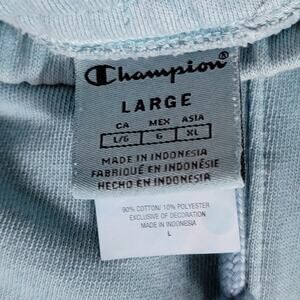 Champion
LARGE
CA MEX ASIA
L/G G XL
MADE IN INDONESIA
FABRIQUÉ EN INDONÉSIE
HECHO EN INDONESIA
90% COTTON/ 10% POLYESTER
EXCLUSIVE OF DECORATION
MADE IN INDONESIA
L